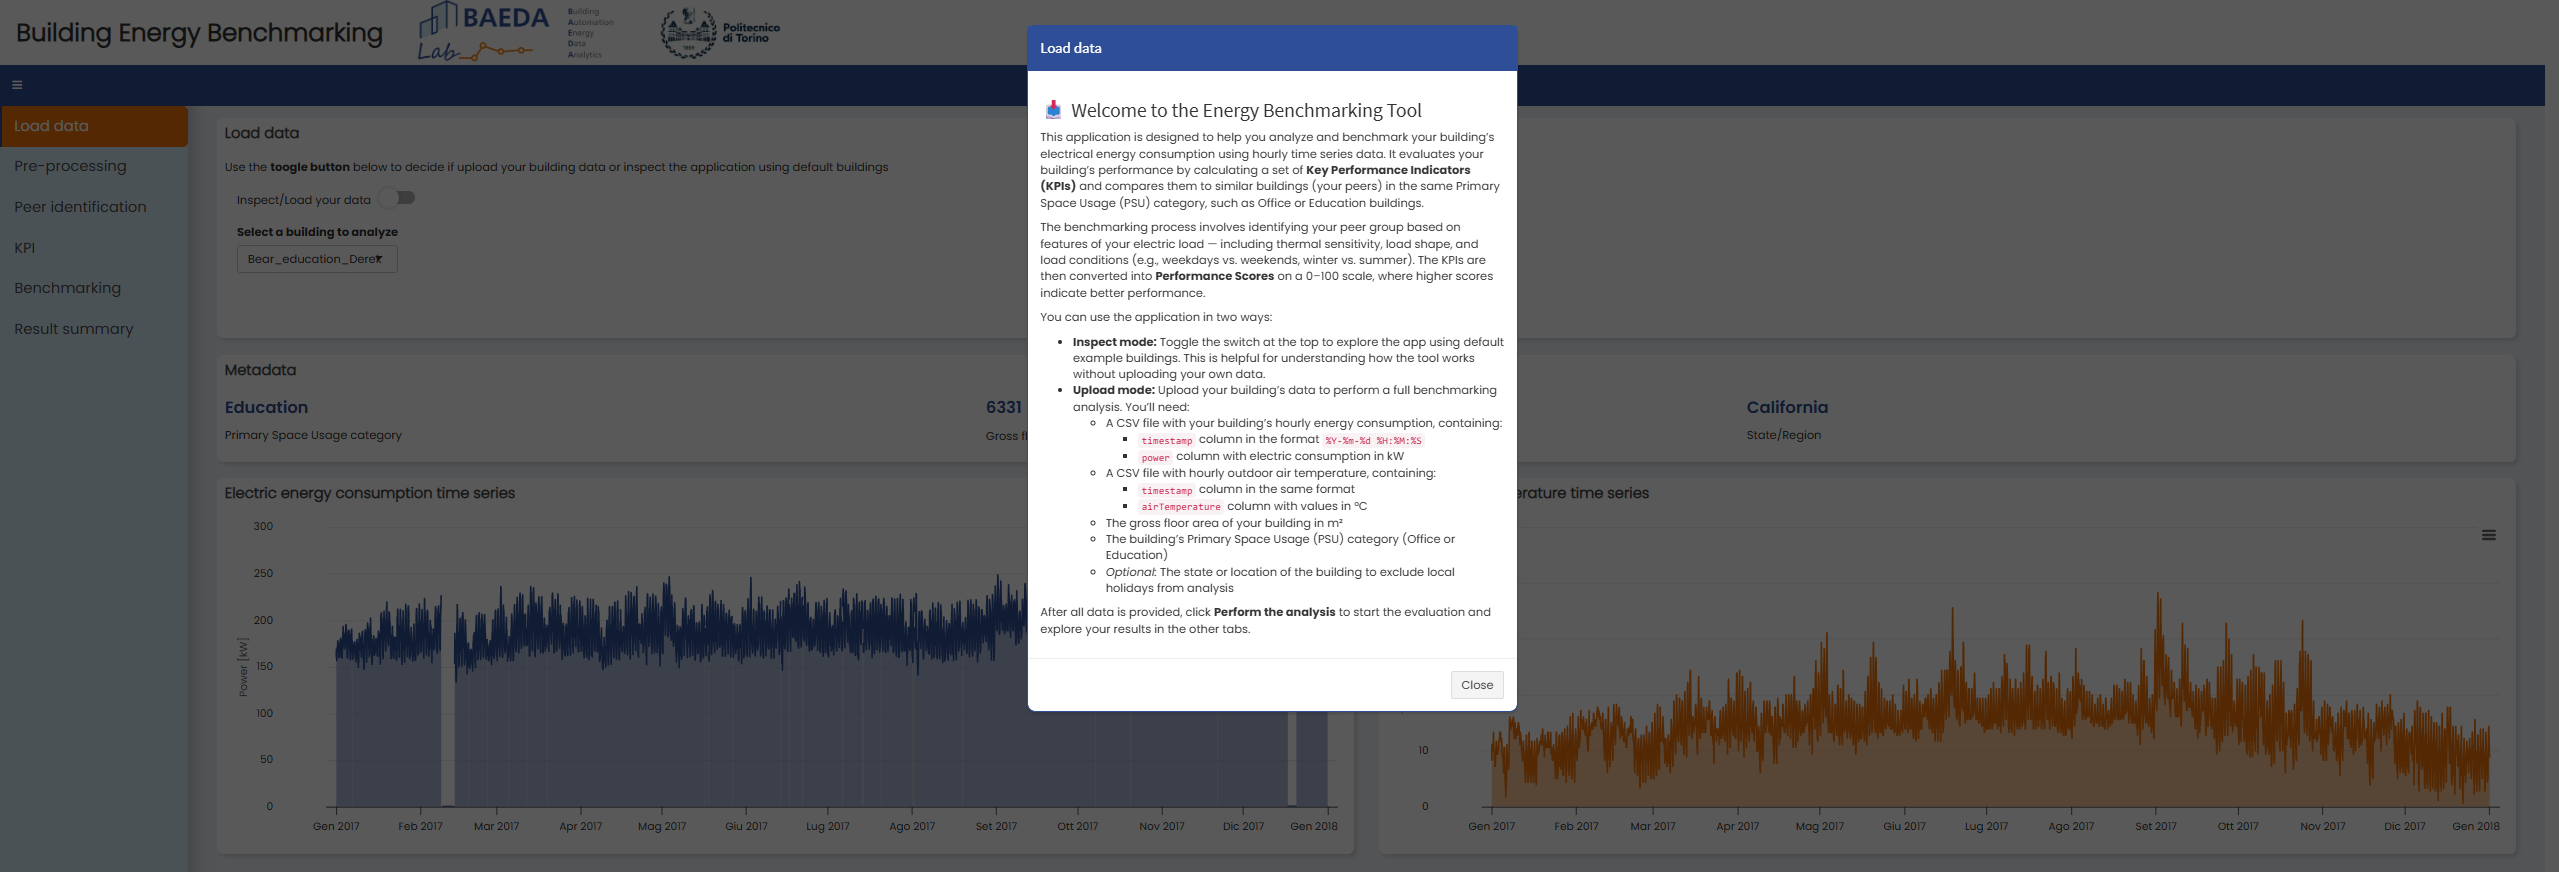 Building Energy Benchmarking
BAEDA
Lab
Building
Automation
Energy
Data
Analytics
Politecnico
di Torino
1859
Load data
Pre-processing
Peer identification
KPI
Benchmarking
Result summary
Load data
Use the toogle button below to decide if upload your building data or inspect the application using default buildings
Inspect/Load your data
Select a building to analyze
Bear_education_Derek
Metadata
Education
Primary Space Usage category
6331
Gross
California
State/Region
Electric energy consumption time series
300
250
200
150
100
50
0
Power [kW]
Gen 2017 Feb 2017 Mar 2017 Apr 2017 Mag 2017 Giu 2017 Lug 2017 Ago 2017 Set 2017 Ott 2017 Nov 2017 Dic 2017 Gen 2018
erature time series
10
0
Gen 2017 Feb 2017 Mar 2017 Apr 2017 Mag 2017 Giu 2017 Lug 2017 Ago 2017 Set 2017 Ott 2017 Nov 2017 Dic 2017 Gen 2018
Load data
Welcome to the Energy Benchmarking Tool
This application is designed to help you analyze and benchmark your building's
electrical energy consumption using hourly time series data. It evaluates your
building's performance by calculating a set of Key Performance Indicators
(KPIs) and compares them to similar buildings (your peers) in the same Primary
Space Usage (PSU) category, such as Office or Education buildings.
The benchmarking process involves identifying your peer group based on
features of your electric load — including thermal sensitivity, load shape, and
load conditions (e.g., weekdays vs. weekends, winter vs. summer). The KPIs are
then converted into Performance Scores on a 0–100 scale, where higher scores
indicate better performance.
You can use the application in two ways:
• Inspect mode: Toggle the switch at the top to explore the app using default
example buildings. This is helpful for understanding how the tool works
without uploading your own data.
• Upload mode: Upload your building's data to perform a full benchmarking
analysis. You'll need:
A CSV file with your building's hourly energy consumption, containing:
timestamp column in the format %Y-%m-%d %H:%M:%S
power column with electric consumption in kW
A CSV file with hourly outdoor air temperature, containing:
timestamp column in the same format
airTemperature column with values in °C
The gross floor area of your building in m²
The building's Primary Space Usage (PSU) category (Office or
Education)
Optional: The state or location of the building to exclude local
holidays from analysis
After all data is provided, click Perform the analysis to start the evaluation and
explore your results in the other tabs.
Close